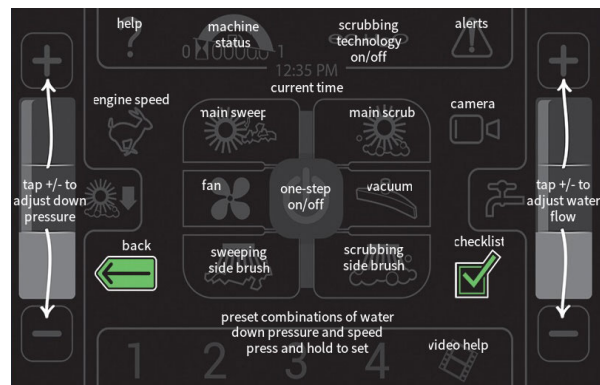 help
machine
status
scrubbing
technology
on/off
alerts
0
1
12:35 PM
current time
engine speed
main sweep
main scrub
camera
tap +/- to
adjust down
pressure
fan
one-step
on/off
vacuum
tap +/- to
adjust water
flow
back
sweeping
side brush
scrubbing
side brush
checklist
preset combinations of water
down pressure and speed
press and hold to set
1 2 3 4
video help